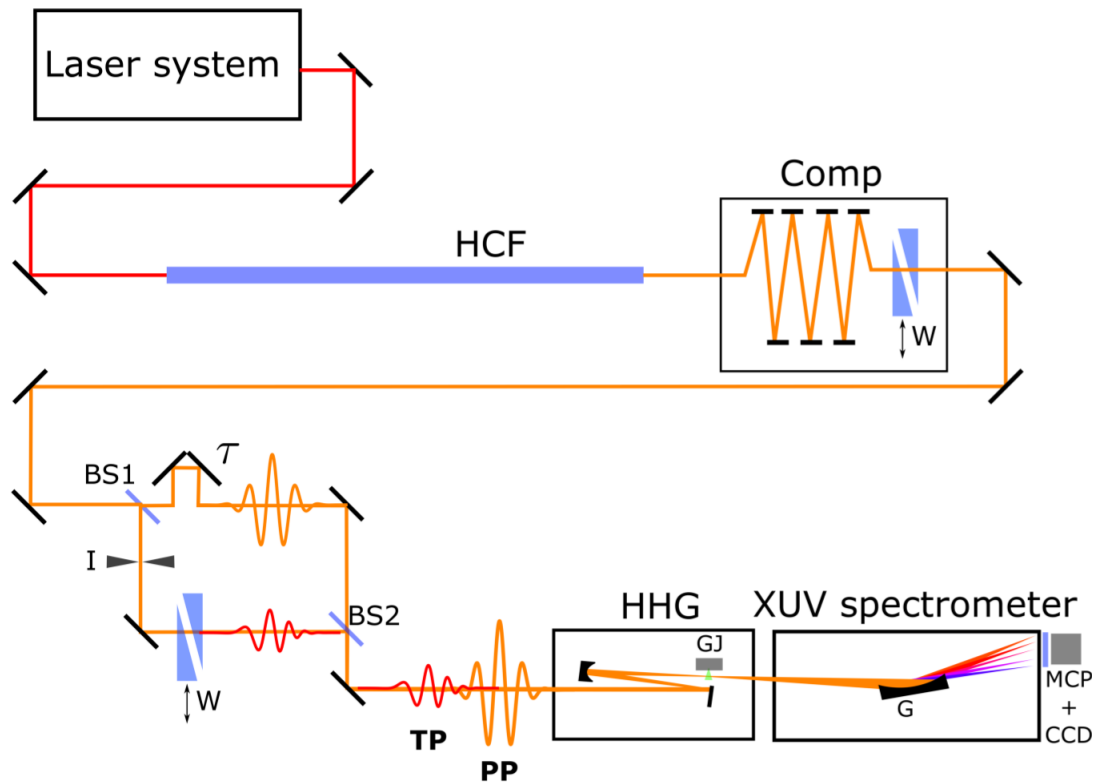 Laser system
Comp
HCF
W
τ
BS1
I
BS2
HHG
XUV spectrometer
GJ
W
G
MCP
+
CCD
TP
PP